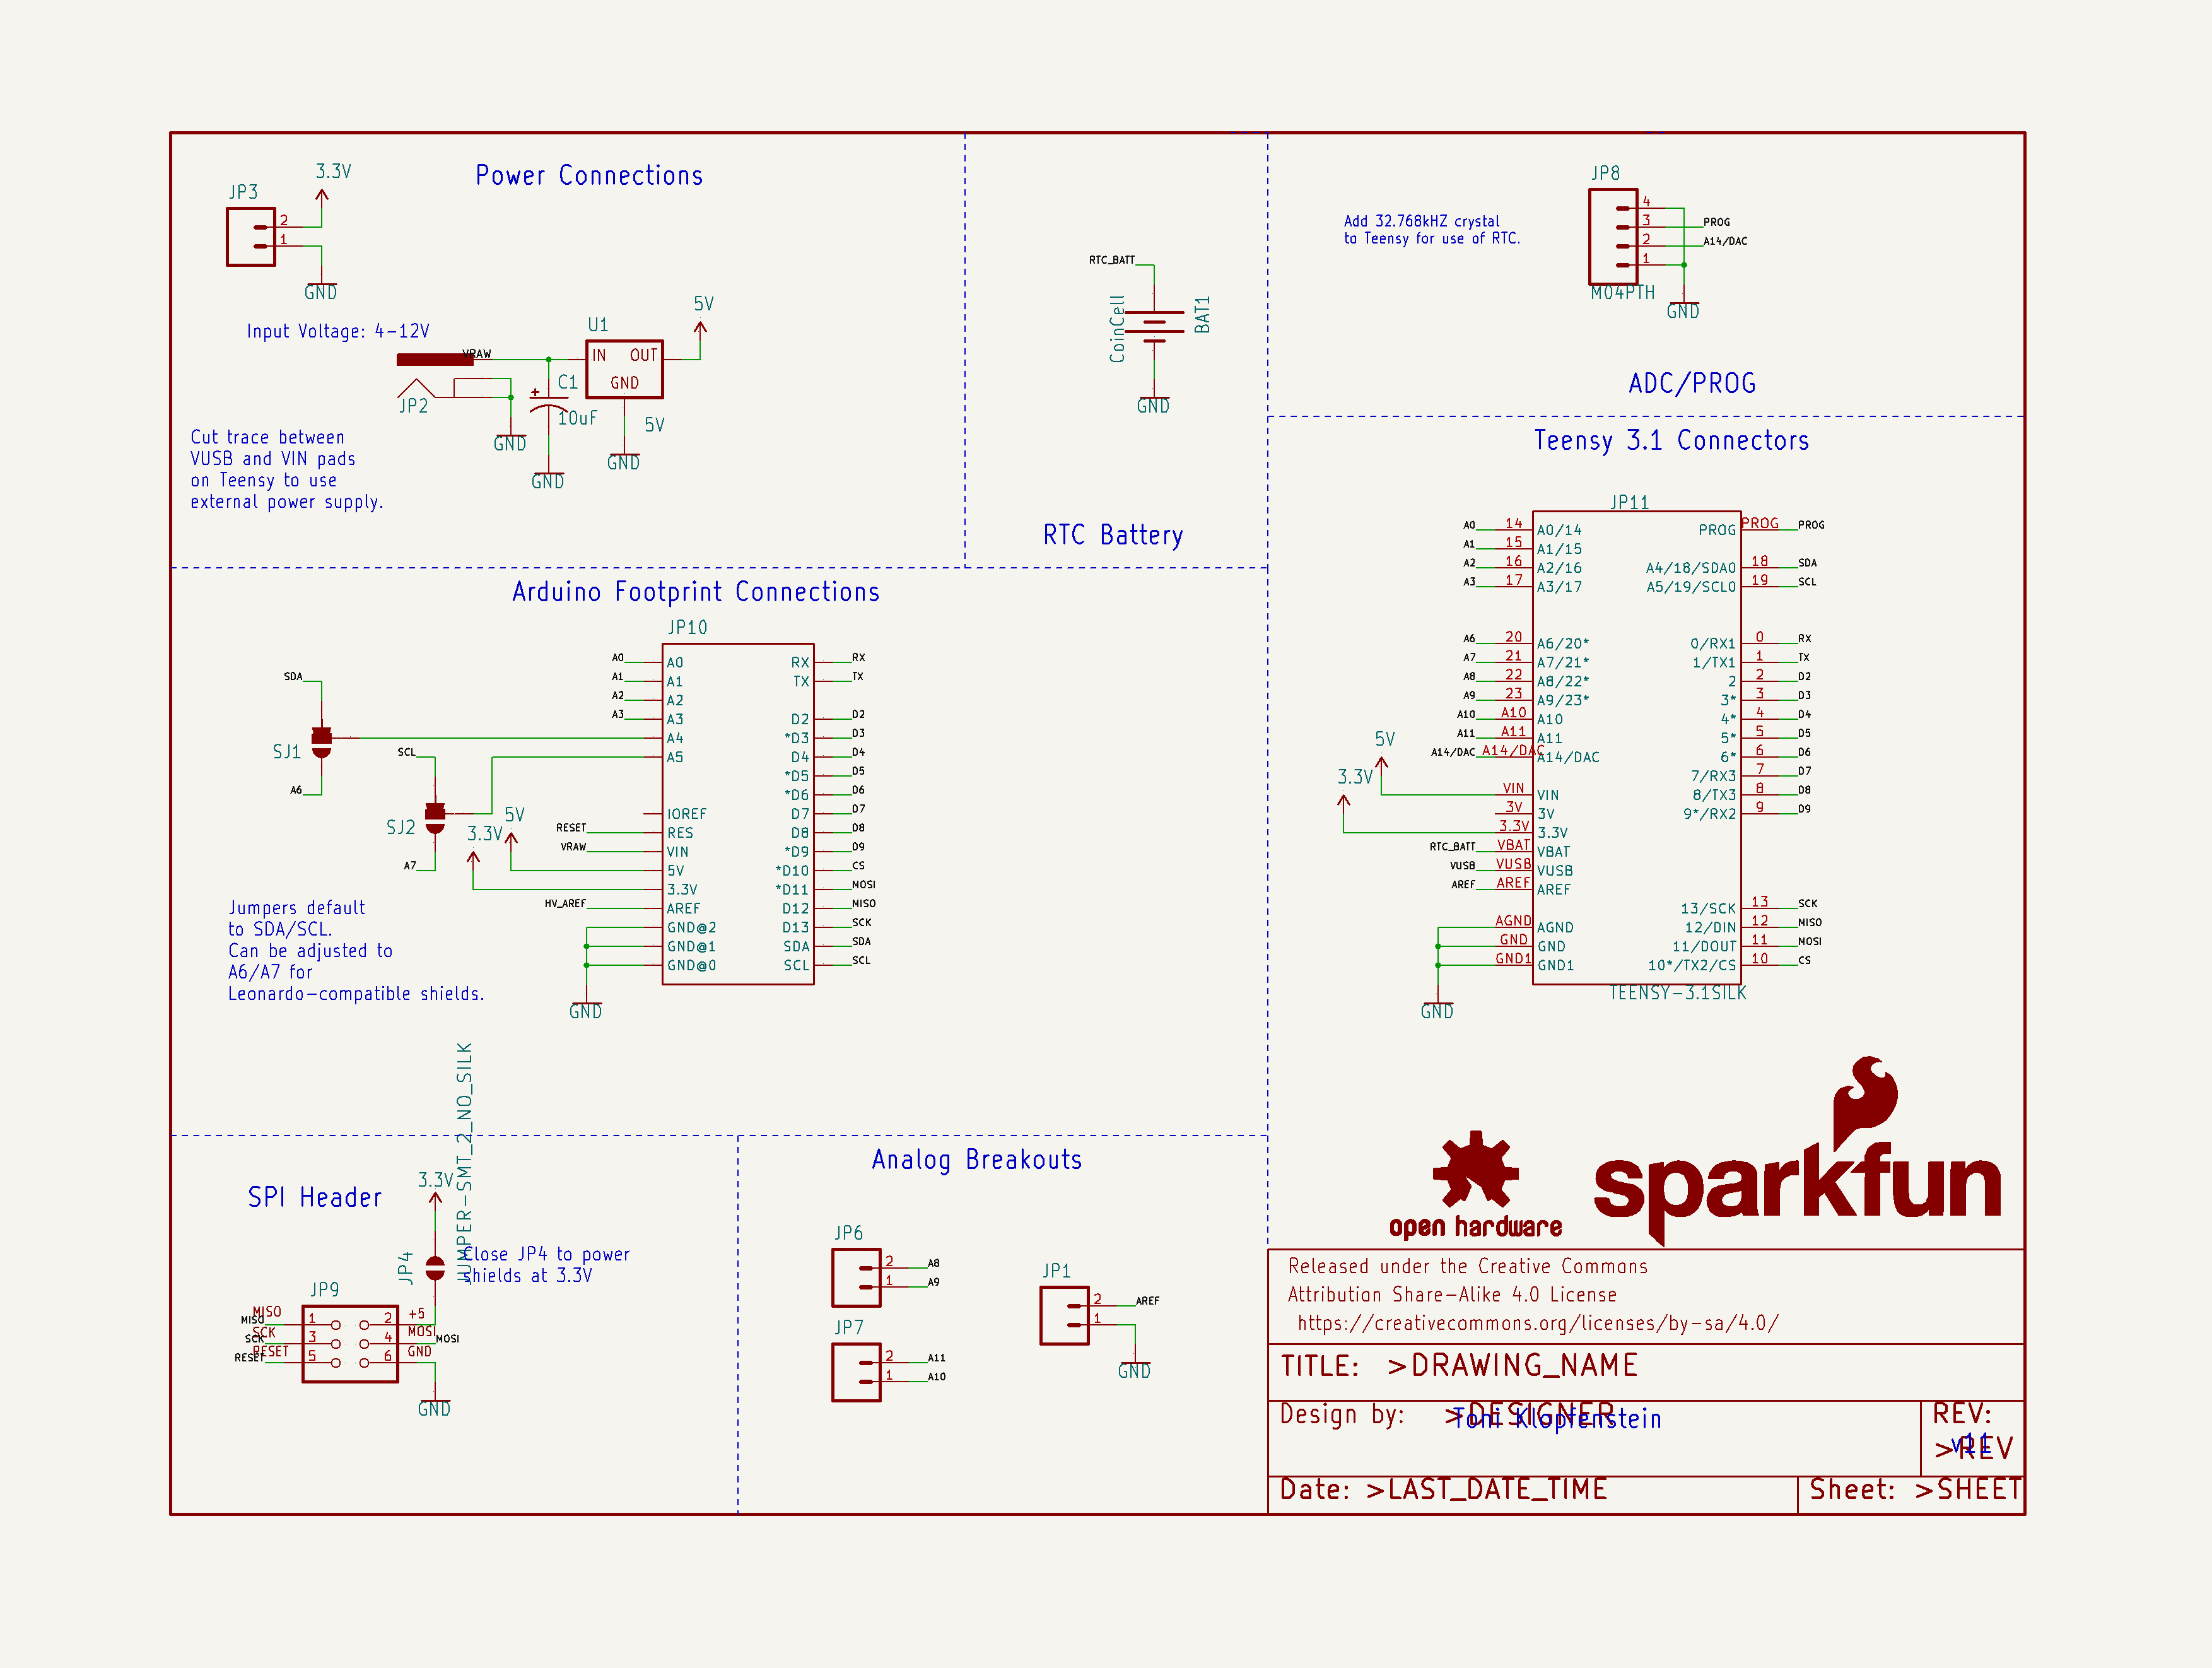 Power Connections
JP3
3.3V
2
1
GND
Input Voltage: 4-12V
VRAW
JP2
GND
C1
10uF
GND
U1
IN OUT
GND
5V
5V
GND
Cut trace between
VUSB and VIN pads
on Teensy to use
external power supply.
RTC_BATT
CoinCell
BAT1
GND
RTC Battery
Add 32.768kHZ crystal
to Teensy for use of RTC.
JP8
4
3 PROG
2 A14/DAC
1
M04PTH
GND
ADC/PROG
Arduino Footprint Connections
SDA
SJ1
A6
SCL
SJ2
A7
3.3V
5V
Jumpers default
to SDA/SCL.
Can be adjusted to
A6/A7 for
Leonardo-compatible shields.
JP10
A0 A0 RX RX
A1 A1 TX TX
A2 A2
A3 A3 D2 D2
A4 *D3 D3
A5 D4 D4
*D5 D5
*D6 D6
IOREF D7 D7
RESET RES D8 D8
VRAW VIN *D9 D9
5V *D10 CS
3.3V *D11 MOSI
HV_AREF AREF D12 MISO
GND@2 D13 SCK
GND@1 SDA SDA
GND@0 SCL SCL
GND
Teensy 3.1 Connectors
JP11
A0 14 A0/14 PROG PROG PROG
A1 15 A1/15
A2 16 A2/16 A4/18/SDA0 18 SDA
A3 17 A3/17 A5/19/SCL0 19 SCL
A6 20 A6/20* 0/RX1 0 RX
A7 21 A7/21* 1/TX1 1 TX
A8 22 A8/22* 2 2 D2
A9 23 A9/23* 3* 3 D3
A10 A10 A10 4* 4 D4
A11 A11 A11 5* 5 D5
A14/DAC A14/DAC A14/DAC 6* 6 D6
7/RX3 7 D7
5V VIN VIN 8/TX3 8 D8
3V 3V 9*/RX2 9 D9
3.3V 3.3V 3.3V
RTC_BATT VBAT VBAT
VUSB VUSB VUSB
AREF AREF AREF
13/SCK 13 SCK
AGND AGND 12/DIN 12 MISO
GND GND 11/DOUT 11 MOSI
GND1 GND1 10*/TX2/CS 10 CS
TEENSY-3.1SILK
GND
SPI Header
3.3V
JP4
JUMPER-SMT_2_NO_SILK
Close JP4 to power
shields at 3.3V
JP9
MISO MISO 1 2 +5
SCK SCK 3 4 MOSI MOSI
RESET RESET 5 6 GND
GND
Analog Breakouts
JP6
2 A8
1 A9
JP7
2 A11
1 A10
JP1
2 AREF
1
GND
open hardware
sparkfun
Released under the Creative Commons
Attribution Share-Alike 4.0 License
https://creativecommons.org/licenses/by-sa/4.0/
TITLE: >DRAWING_NAME
Design by: >DESIGNER
Toni Klopfenstein
REV:
>REV
Date: >LAST_DATE_TIME
Sheet: >SHEET